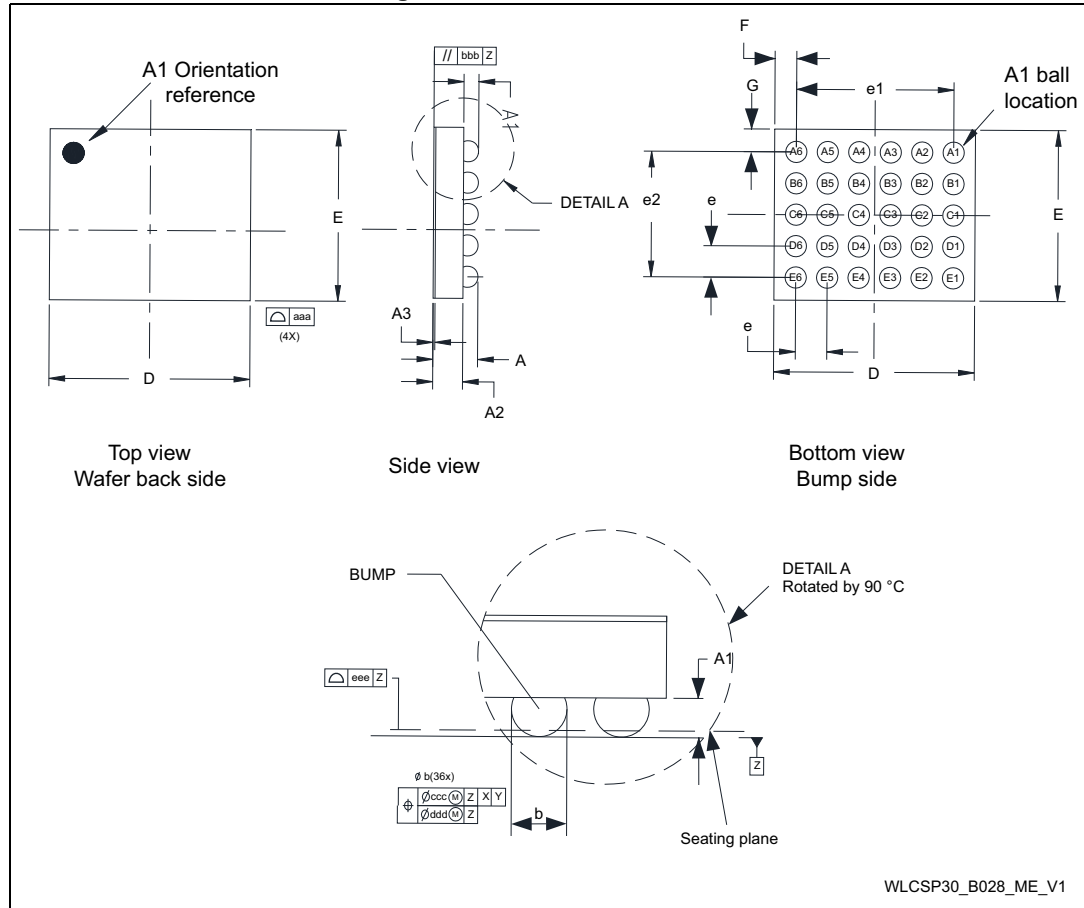 A1 Orientation
reference
E
aaa
(4X)
D
Top view
Wafer back side
// bbb Z
A1
DETAIL A
A3
A
A2
Side view
F
G
e1
A1 ball
location
e2
e
E
A6 A5 A4 A3 A2 A1
B6 B5 B4 B3 B2 B1
C6 C5 C4 C3 C2 C1
D6 D5 D4 D3 D2 D1
E6 E5 E4 E3 E2 E1
e
D
Bottom view
Bump side
BUMP
DETAIL A
Rotated by 90 °C
A1
eee Z
Z
ø b(36x)
⌖ Øccc Ⓜ Z X Y
Øddd Ⓜ Z
b
Seating plane
WLCSP30_B028_ME_V1